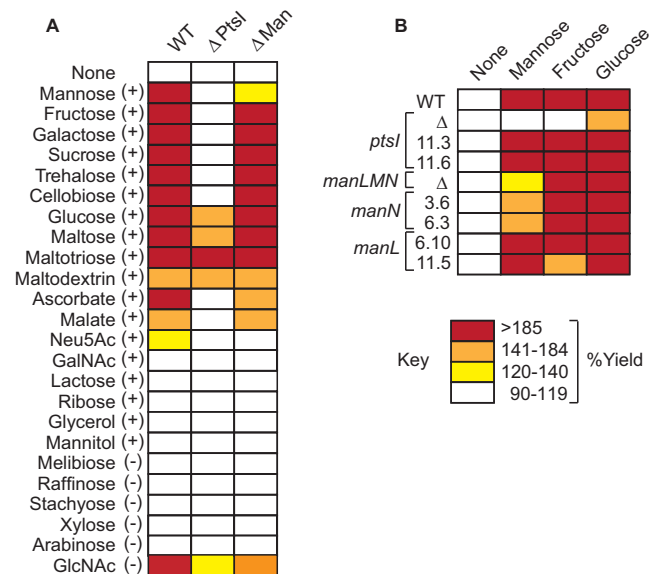 A
WT
Δ PtsI
Δ Man
None
Mannose (+)
Fructose (+)
Galactose (+)
Sucrose (+)
Trehalose (+)
Cellobiose (+)
Glucose (+)
Maltose (+)
Maltotriose (+)
Maltodextrin (+)
Ascorbate (+)
Malate (+)
Neu5Ac (+)
GalNAc (+)
Lactose (+)
Ribose (+)
Glycerol (+)
Mannitol (+)
Melibiose (-)
Raffinose (-)
Stachyose (-)
Xylose (-)
Arabinose (-)
GlcNAc (-)
B
None
Mannose
Fructose
Glucose
WT
ptsI
Δ
11.3
11.6
manLMN
Δ
manN
3.6
6.3
manL
6.10
11.5
Key
>185
141-184
120-140
90-119
%Yield